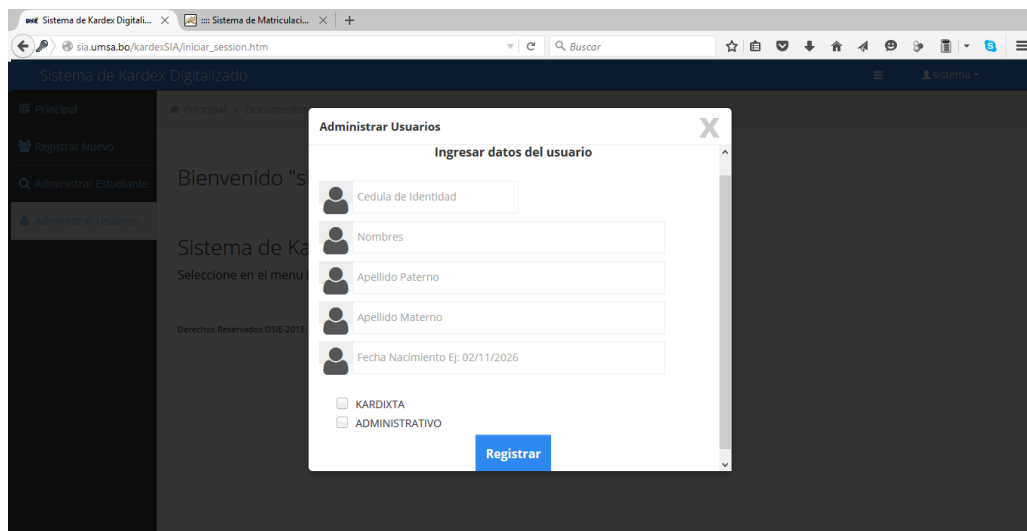 Sistema de Kardex Digitali...
:::: Sistema de Matriculaci...
sia.umsa.bo/kardexSIA/iniciar_session.htm
Buscar
Sistema de Kardex Digitalizado
sistema
Principal
Principal
Documentos
Registrar Nuevo
Administrar Estudiante
Administrar Usuarios
Bienvenido "s
Sistema de Ka
Seleccione en el menu
Derechos Reservados DSIE-2015
Administrar Usuarios
X
Ingresar datos del usuario
Cedula de Identidad
Nombres
Apellido Paterno
Apellido Materno
Fecha Nacimiento Ej: 02/11/2026
KARDIXTA
ADMINISTRATIVO
Registrar